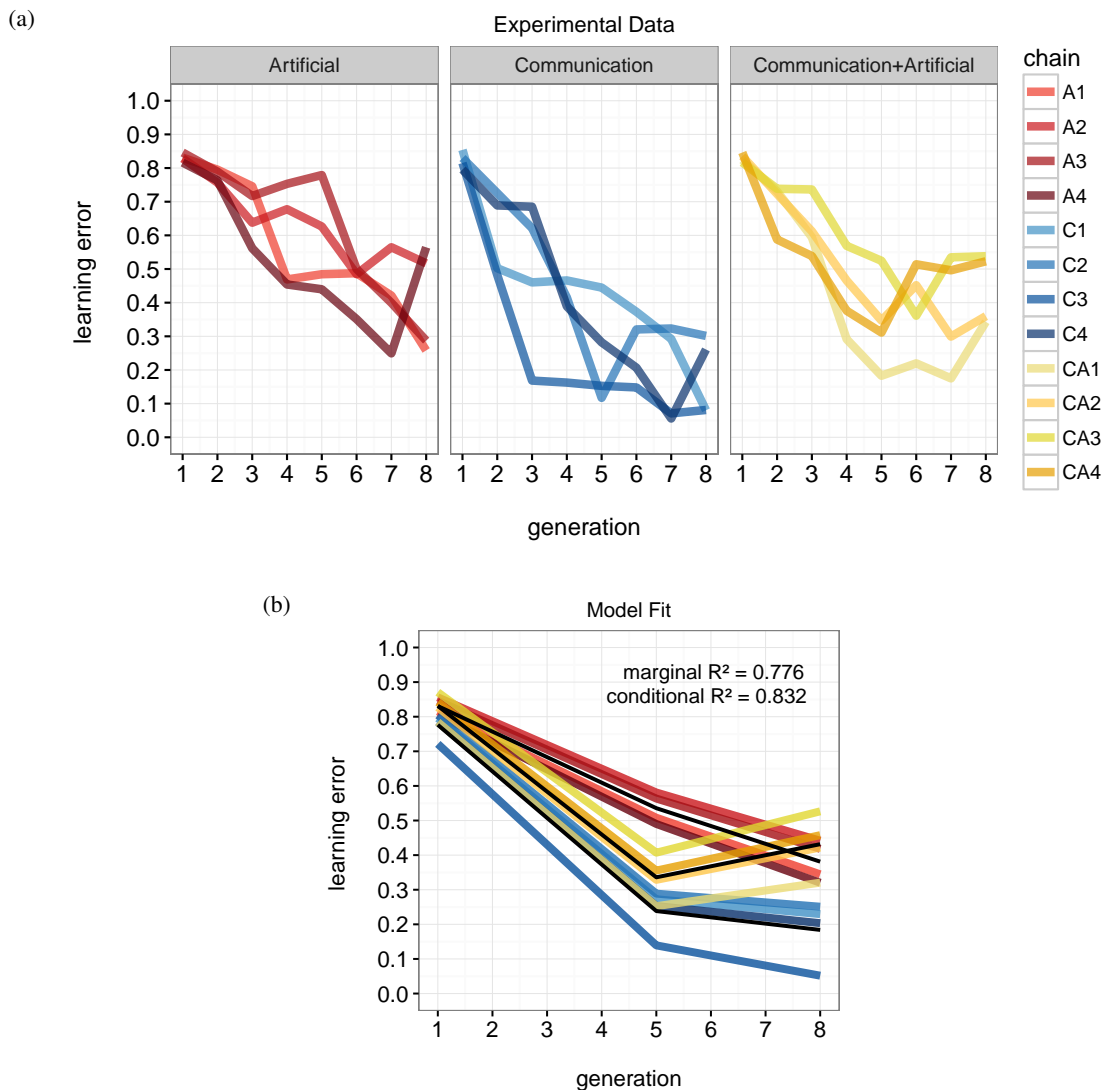 (a)
Experimental Data
Artificial
Communication
Communication+Artificial
learning error
1.0
0.9
0.8
0.7
0.6
0.5
0.4
0.3
0.2
0.1
0.0
1 2 3 4 5 6 7 8
1 2 3 4 5 6 7 8
1 2 3 4 5 6 7 8
generation
chain
A1
A2
A3
A4
C1
C2
C3
C4
CA1
CA2
CA3
CA4
(b)
Model Fit
marginal R² = 0.776
conditional R² = 0.832
learning error
1.0
0.9
0.8
0.7
0.6
0.5
0.4
0.3
0.2
0.1
0.0
1 2 3 4 5 6 7 8
generation